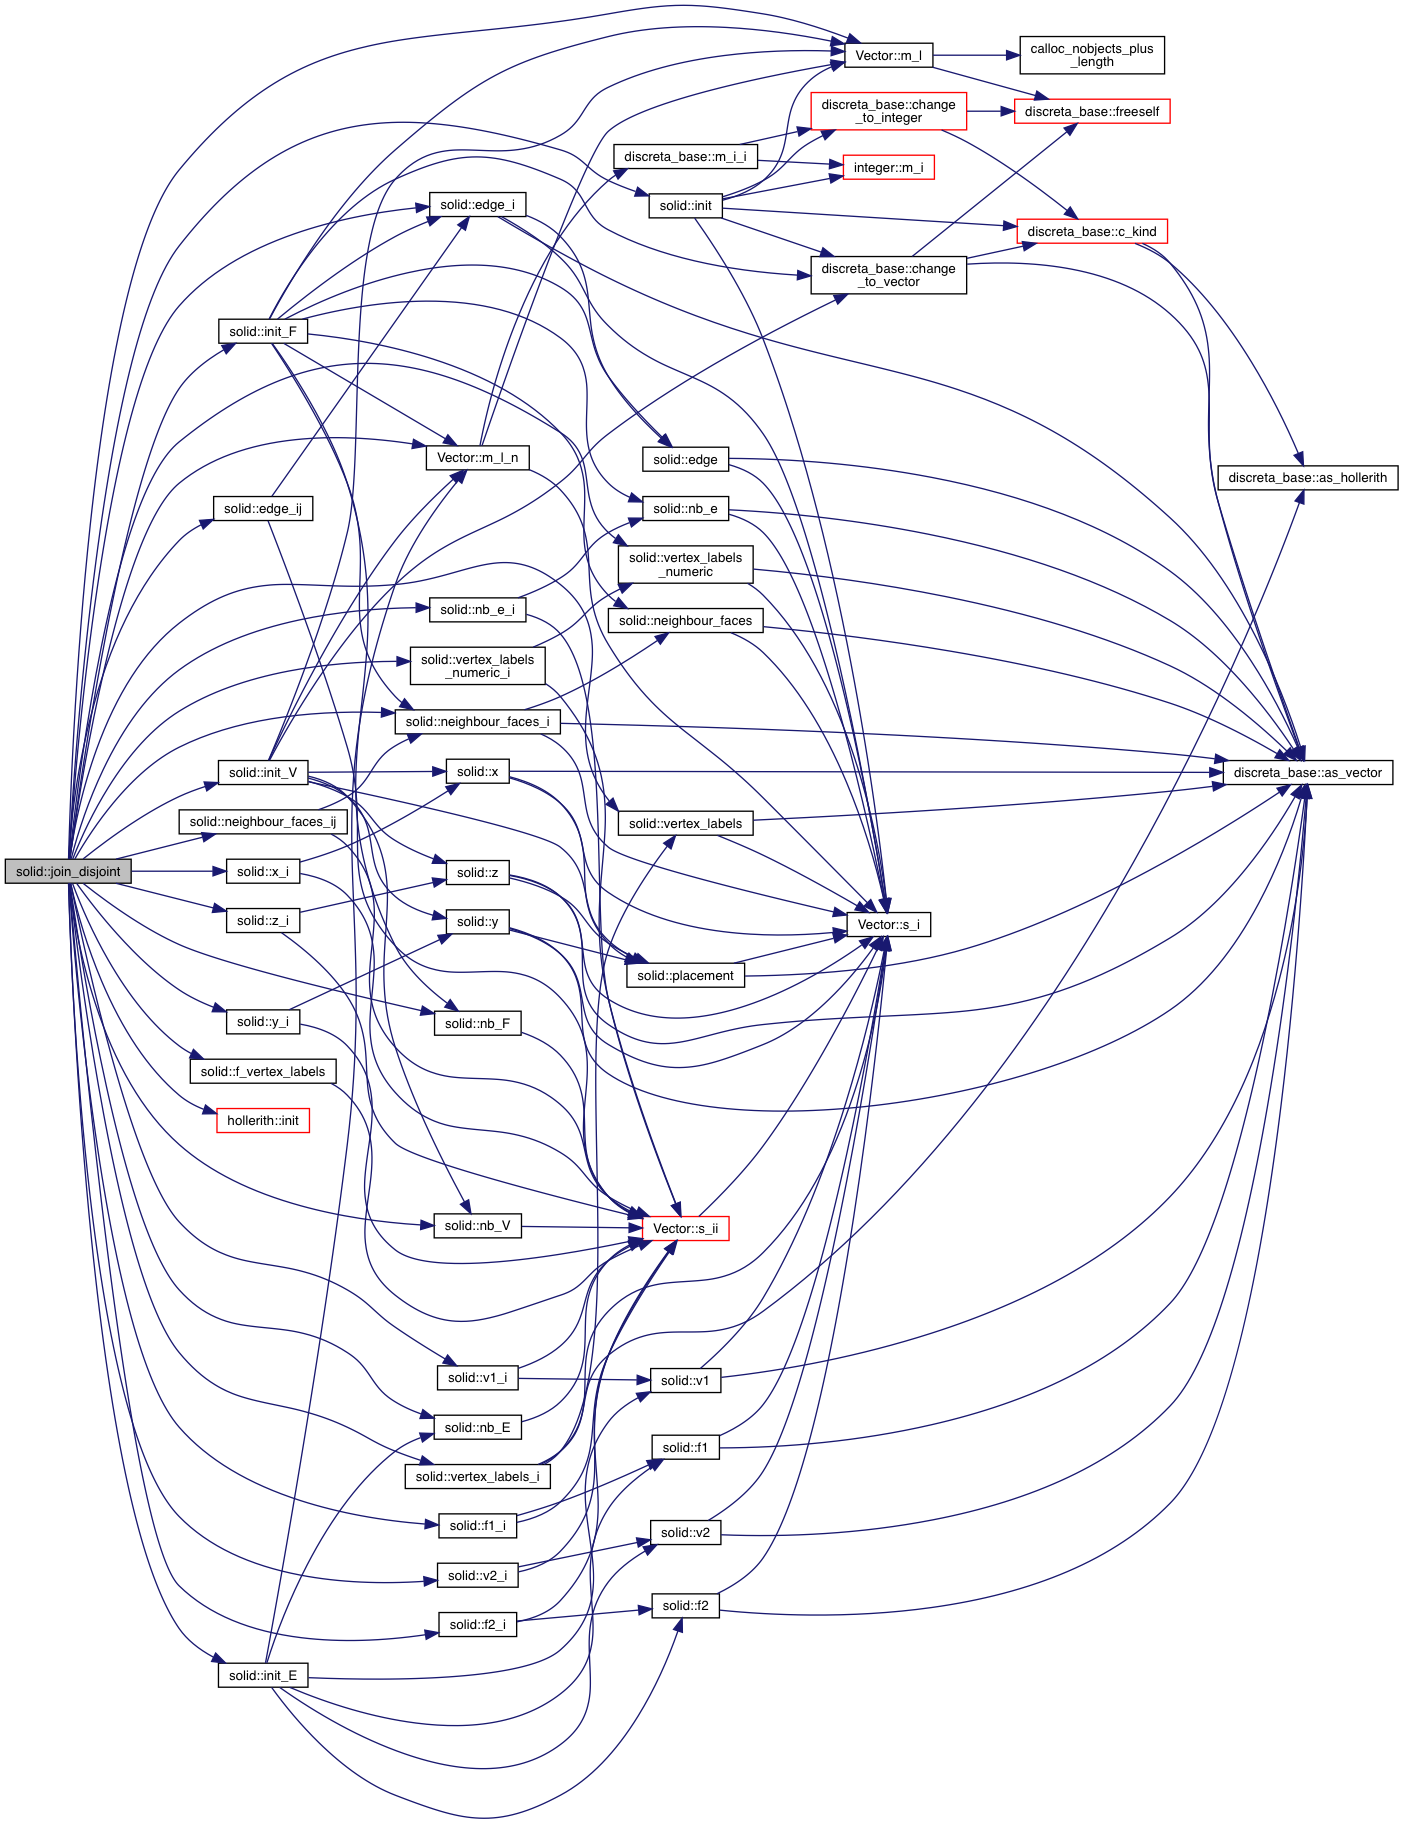 Vector::m_l
calloc_nobjects_plus
_length
discreta_base::change
_to_integer
discreta_base::freeself
discreta_base::m_i_i
integer::m_i
solid::edge_i
solid::init
discreta_base::c_kind
discreta_base::change
_to_vector
solid::init_F
Vector::m_l_n
solid::edge
discreta_base::as_hollerith
solid::edge_ij
solid::nb_e
solid::vertex_labels
_numeric
solid::nb_e_i
solid::neighbour_faces
solid::vertex_labels
_numeric_i
solid::neighbour_faces_i
solid::init_V
solid::x
discreta_base::as_vector
solid::neighbour_faces_ij
solid::vertex_labels
solid::join_disjoint
solid::x_i
solid::z
solid::z_i
solid::y
Vector::s_i
solid::placement
solid::y_i
solid::nb_F
solid::f_vertex_labels
hollerith::init
solid::nb_V
Vector::s_ii
solid::v1_i
solid::v1
solid::nb_E
solid::f1
solid::vertex_labels_i
solid::f1_i
solid::v2
solid::v2_i
solid::f2
solid::f2_i
solid::init_E